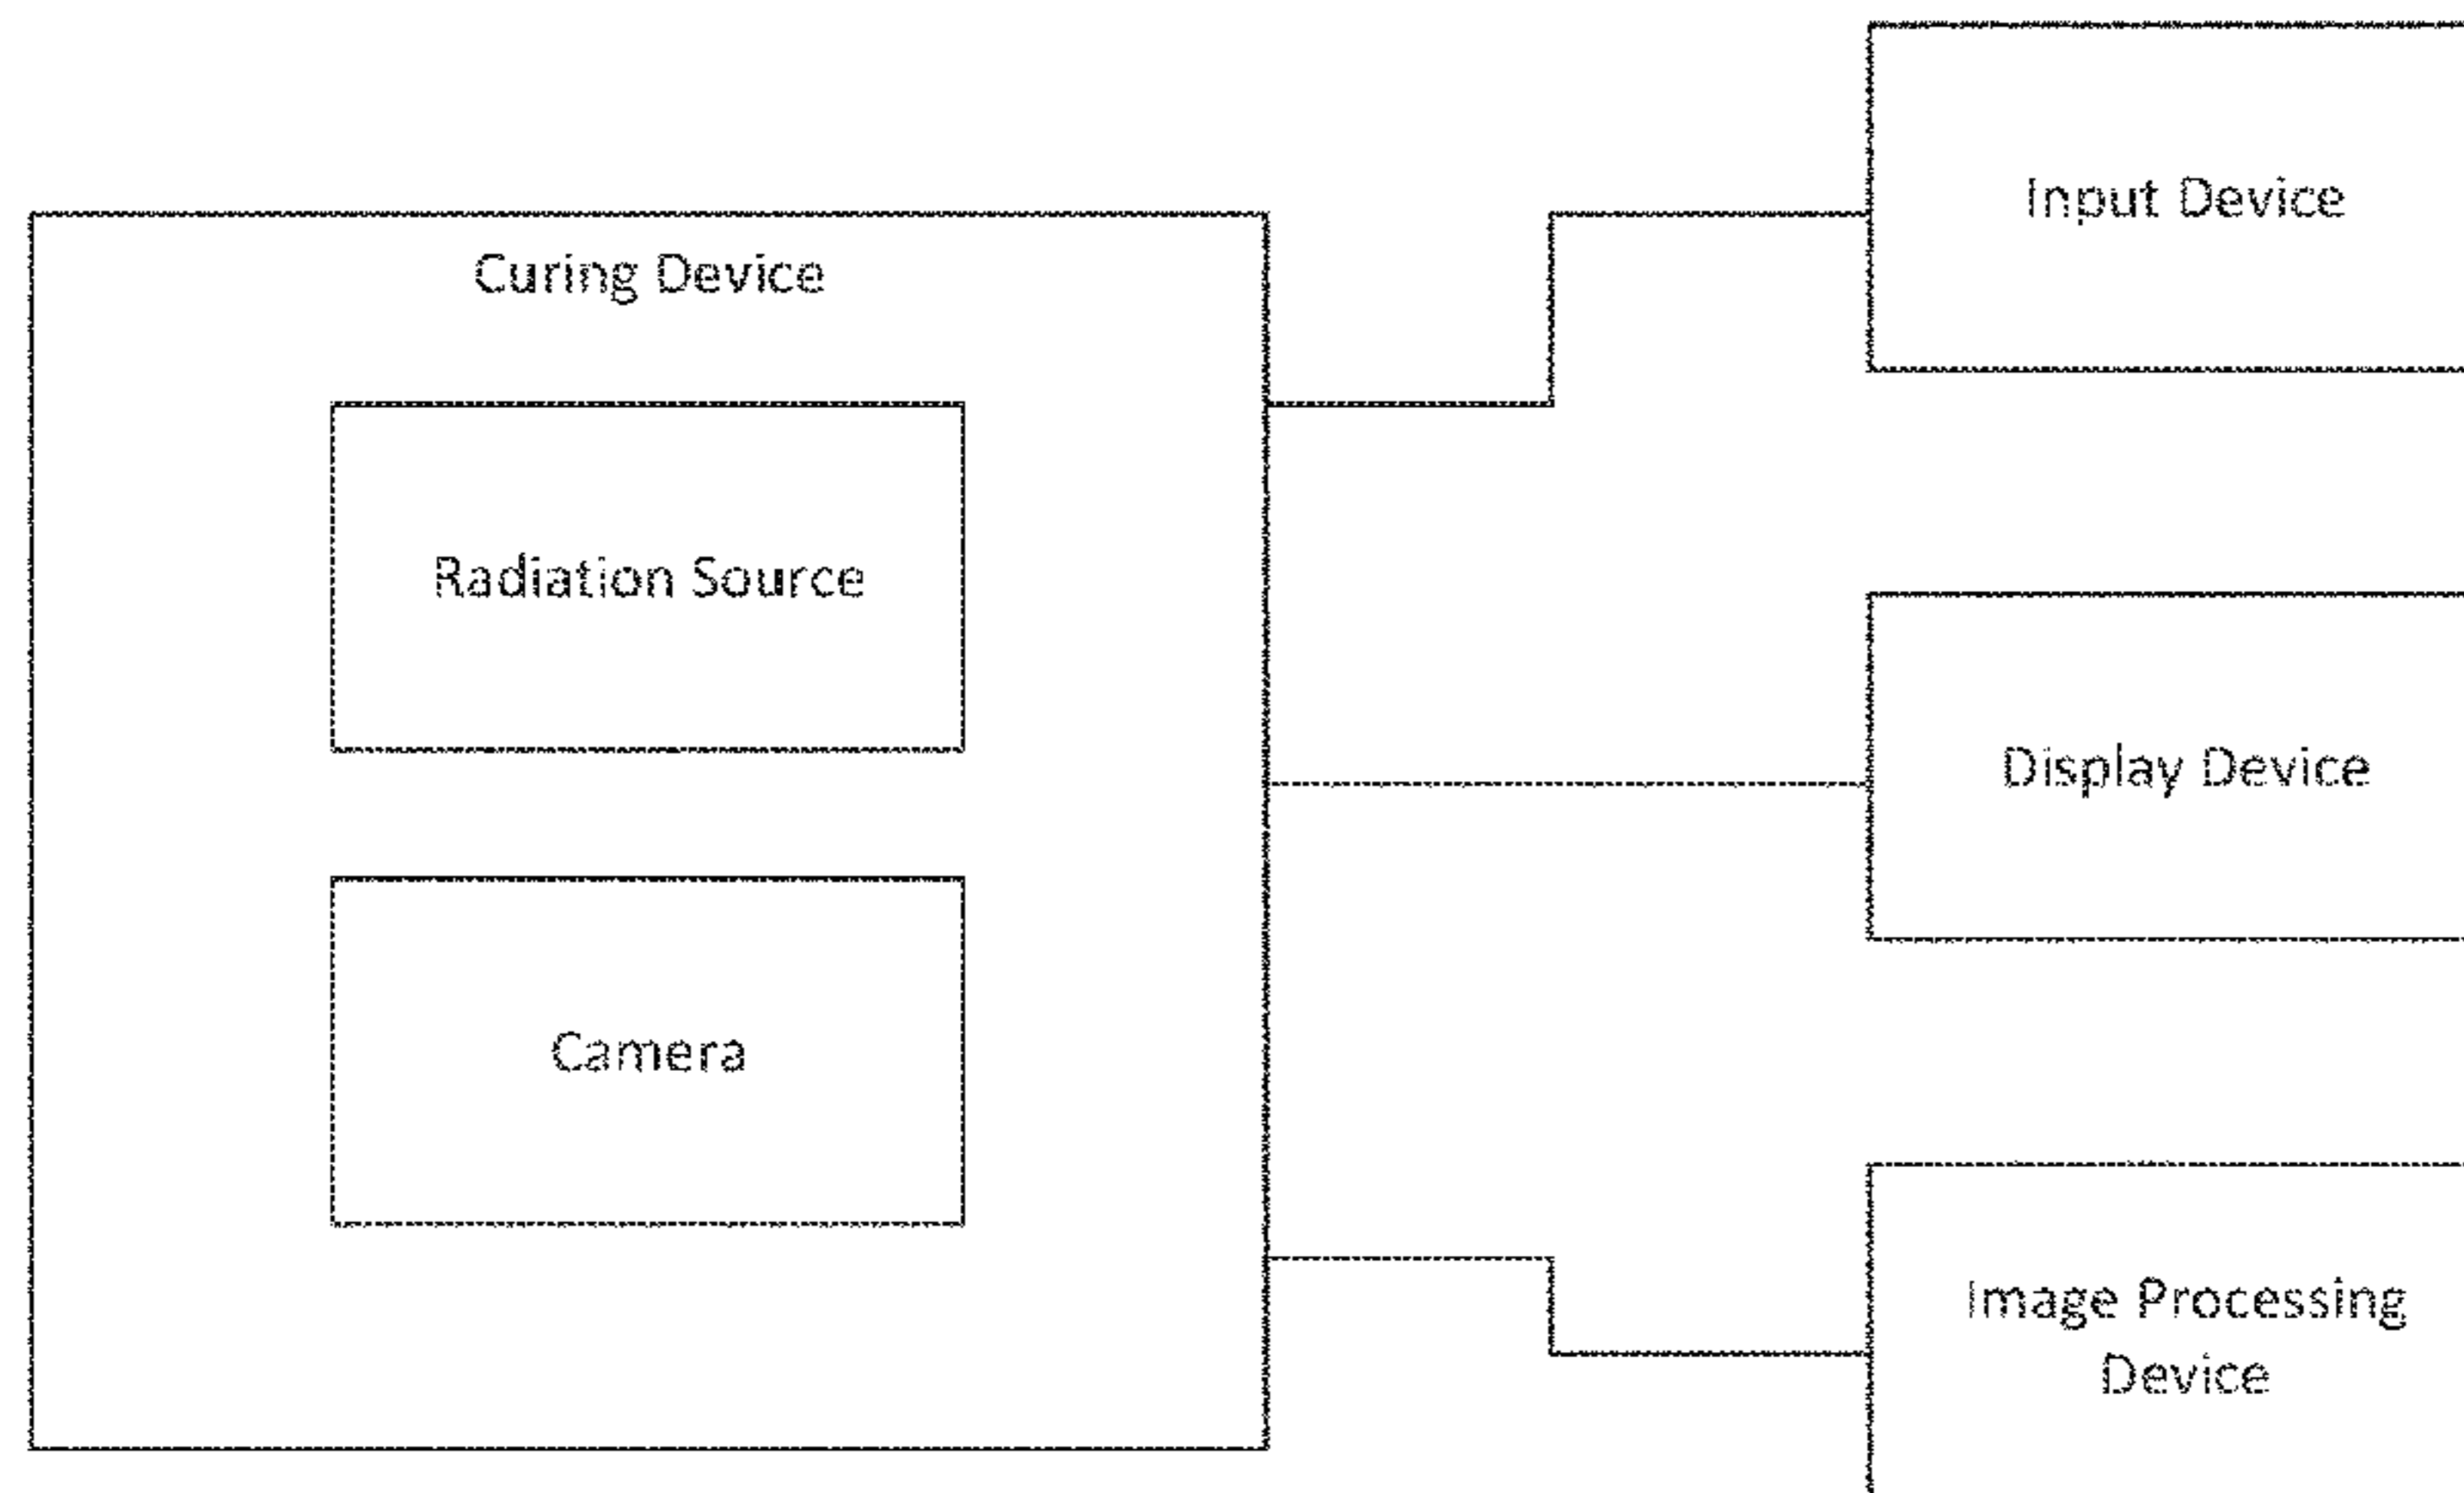 Curing Device
Radiation Source
Camera
Input Device
Display Device
Image Processing
Device